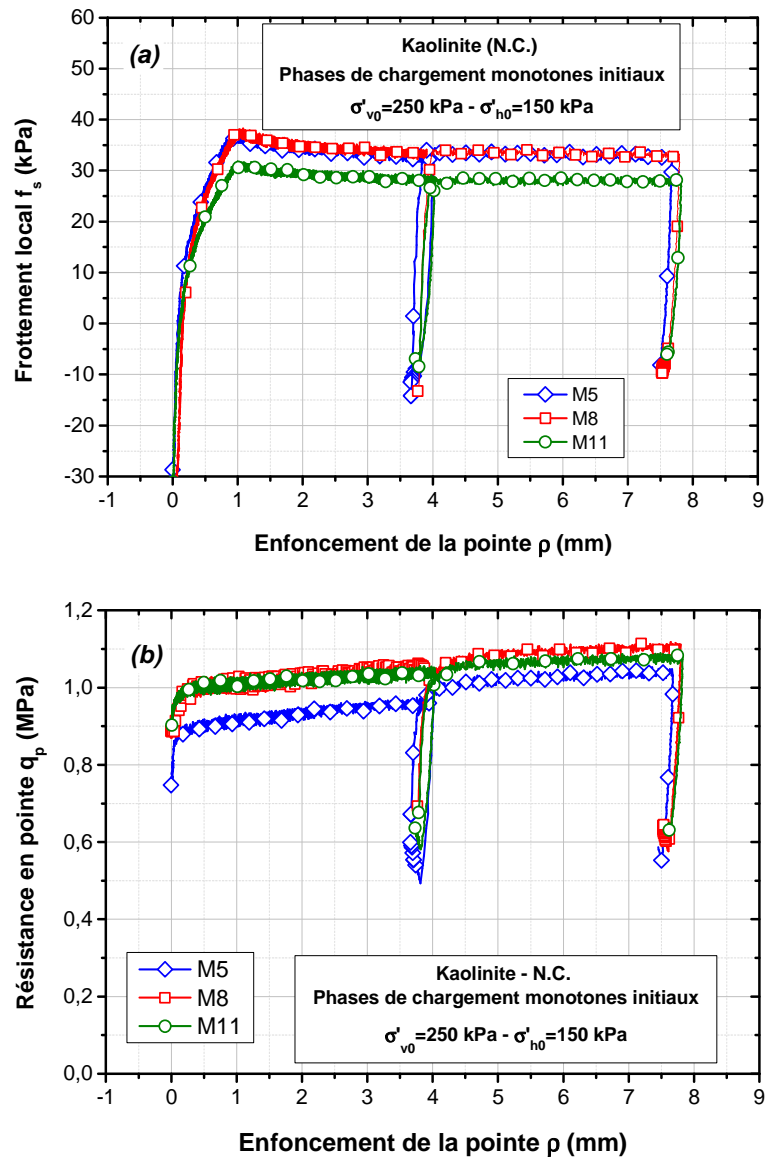 (a)
Kaolinite (N.C.)
Phases de chargement monotones initiaux
σ'v0=250 kPa - σ'h0=150 kPa
Frottement local fs (kPa)
60
50
40
30
20
10
0
-10
-20
-30
M5
M8
M11
-1 0 1 2 3 4 5 6 7 8 9
Enfoncement de la pointe ρ (mm)
(b)
Résistance en pointe qp (MPa)
1,2
1,0
0,8
0,6
0,4
0,2
0,0
M5
M8
M11
Kaolinite - N.C.
Phases de chargement monotones initiaux
σ'v0=250 kPa - σ'h0=150 kPa
-1 0 1 2 3 4 5 6 7 8 9
Enfoncement de la pointe ρ (mm)